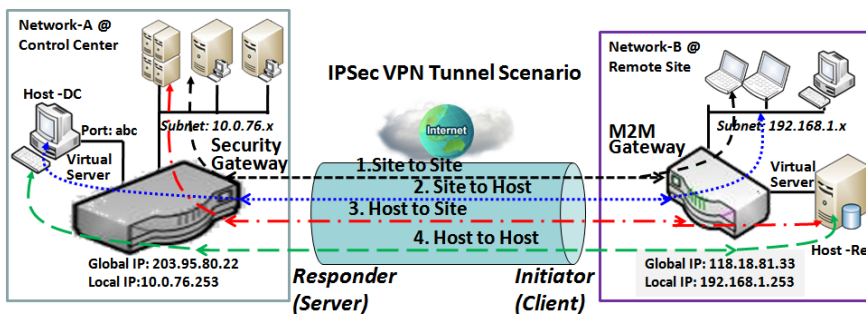 Network-A @
Control Center
Host -DC
Port: abc
Subnet: 10.0.76.x
Virtual
Server
Security
Gateway
Global IP: 203.95.80.22
Local IP:10.0.76.253
IPSec VPN Tunnel Scenario
Internet
1.Site to Site
2. Site to Host
3. Host to Site
4. Host to Host
Responder
(Server)
Initiator
(Client)
Network-B @
Remote Site
Subnet: 192.168.1.x
M2M
Gateway
Virtual
Server
Host -Re
Global IP: 118.18.81.33
Local IP: 192.168.1.253